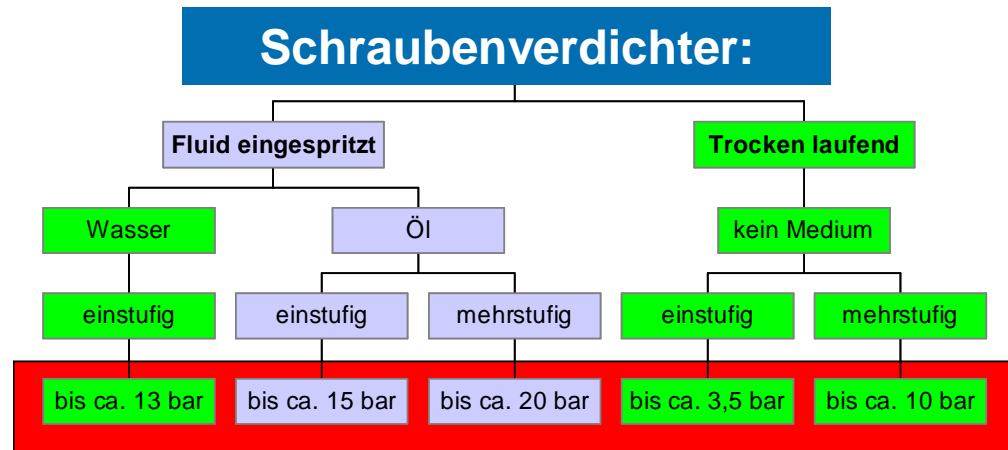 Schraubenverdichter:
Fluid eingespritzt
Trocken laufend
Wasser
Öl
kein Medium
einstufig
einstufig
mehrstufig
einstufig
mehrstufig
bis ca. 13 bar
bis ca. 15 bar
bis ca. 20 bar
bis ca. 3,5 bar
bis ca. 10 bar